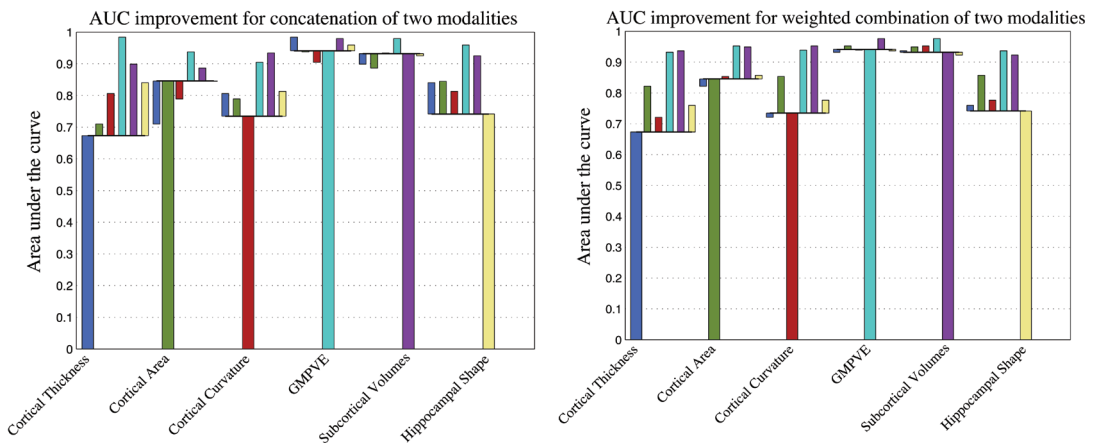 AUC improvement for concatenation of two modalities
1
0.9
0.8
0.7
0.6
0.5
0.4
0.3
0.2
0.1
0
Area under the curve
Cortical Thickness
Cortical Area
Cortical Curvature
GMPVE
Subcortical Volumes
Hippocampal Shape
AUC improvement for weighted combination of two modalities
1
0.9
0.8
0.7
0.6
0.5
0.4
0.3
0.2
0.1
0
Area under the curve
Cortical Thickness
Cortical Area
Cortical Curvature
GMPVE
Subcortical Volumes
Hippocampal Shape